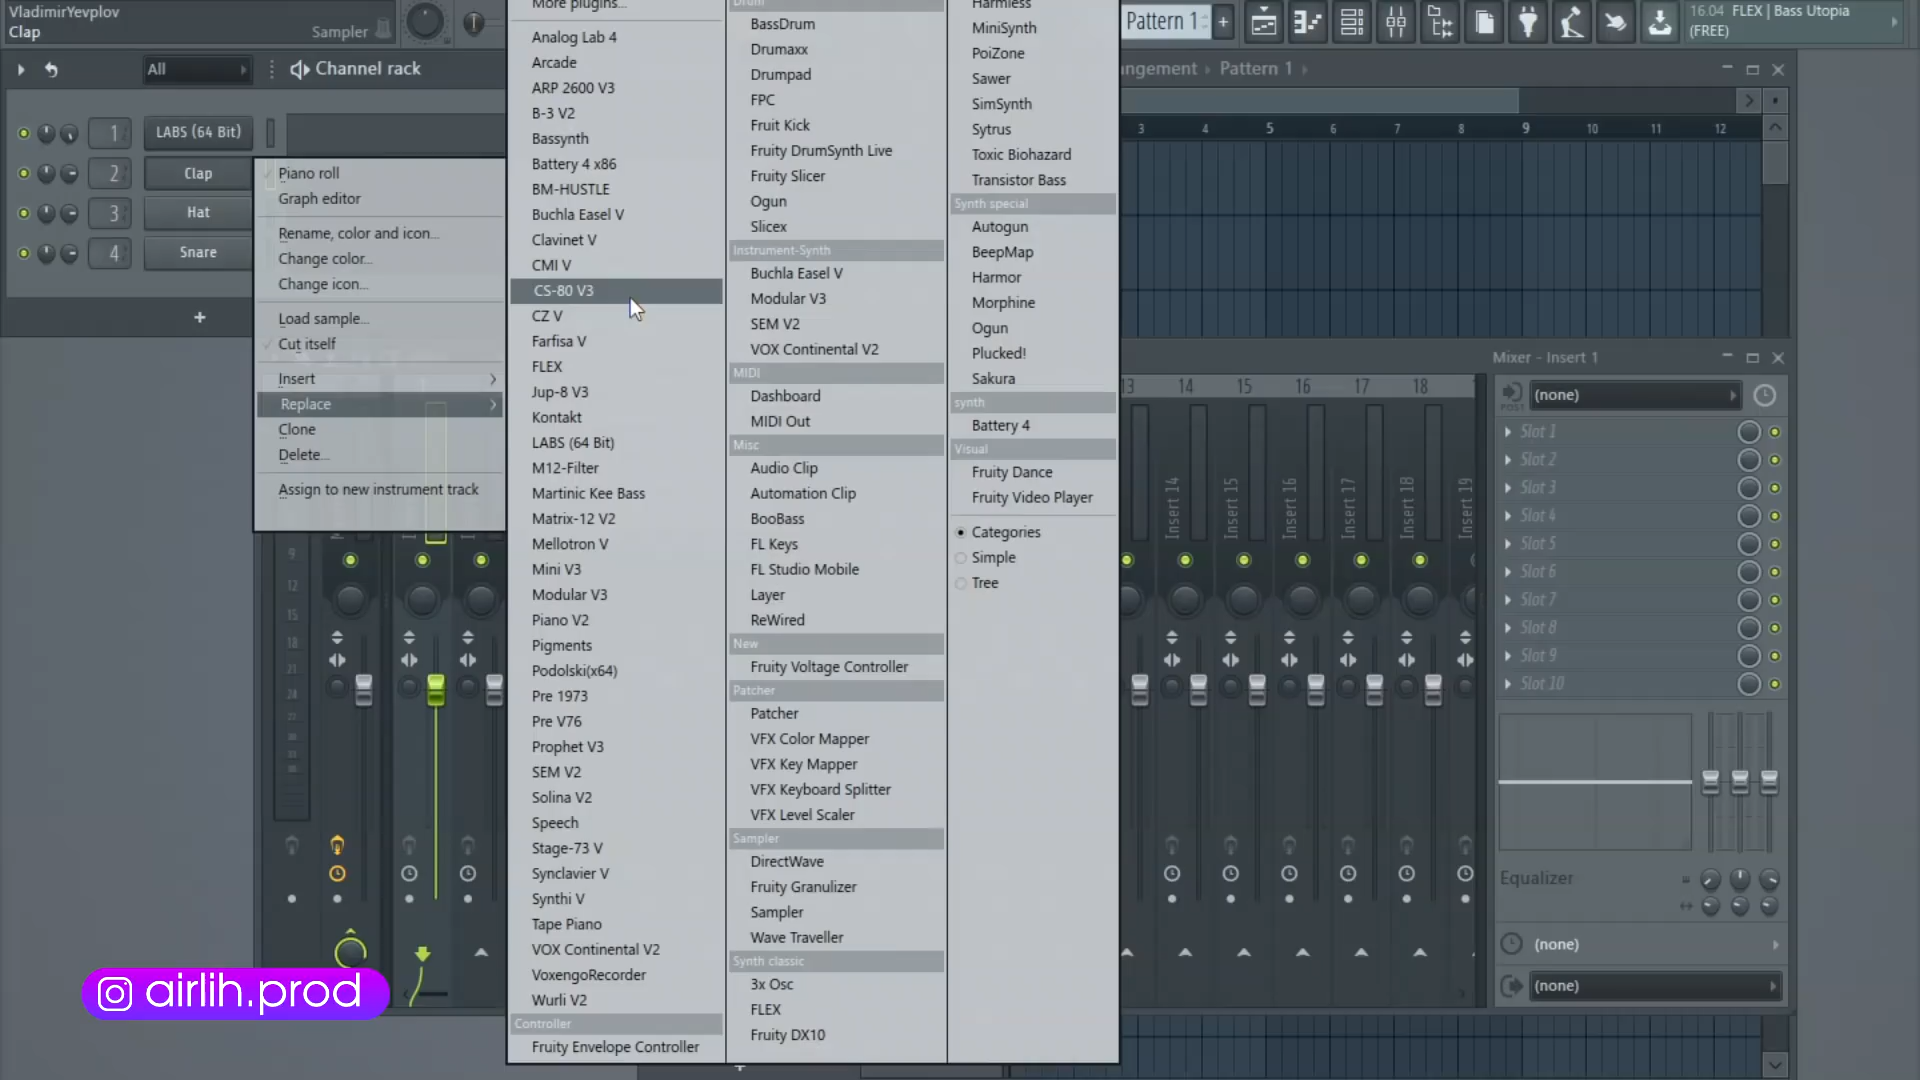 VladimirYevplov
Clap
Sampler
All
Channel rack
1
LABS (64 Bit)
2
Clap
3
Hat
4
Snare
+
Piano roll
Graph editor
Rename, color and icon...
Change color...
Change icon...
Load sample...
Cut itself
Insert
Replace
Clone
Delete...
Assign to new instrument track
More plugins...
Analog Lab 4
Arcade
ARP 2600 V3
B-3 V2
Bassynth
Battery 4 x86
BM-HUSTLE
Buchla Easel V
Clavinet V
CMI V
CS-80 V3
CZ V
Farfisa V
FLEX
Jup-8 V3
Kontakt
LABS (64 Bit)
M12-Filter
Martinic Kee Bass
Matrix-12 V2
Mellotron V
Mini V3
Modular V3
Piano V2
Pigments
Podolski(x64)
Pre 1973
Pre V76
Prophet V3
SEM V2
Solina V2
Speech
Stage-73 V
Synclavier V
Synthi V
Tape Piano
VOX Continental V2
VoxengoRecorder
Wurli V2
Controller
Fruity Envelope Controller
Drum
BassDrum
Drumaxx
Drumpad
FPC
Fruit Kick
Fruity DrumSynth Live
Fruity Slicer
Ogun
Slicex
Instrument-Synth
Buchla Easel V
Modular V3
SEM V2
VOX Continental V2
MIDI
Dashboard
MIDI Out
Misc
Audio Clip
Automation Clip
BooBass
FL Keys
FL Studio Mobile
Layer
ReWired
New
Fruity Voltage Controller
Patcher
Patcher
VFX Color Mapper
VFX Key Mapper
VFX Keyboard Splitter
VFX Level Scaler
Sampler
DirectWave
Fruity Granulizer
Sampler
Wave Traveller
Synth classic
3x Osc
FLEX
Fruity DX10
Harmless
MiniSynth
PoiZone
Sawer
SimSynth
Sytrus
Toxic Biohazard
Transistor Bass
Synth special
Autogun
BeepMap
Harmor
Morphine
Ogun
Plucked!
Sakura
synth
Battery 4
Visual
Fruity Dance
Fruity Video Player
Categories
Simple
Tree
Pattern 1
+
16.04 FLEX | Bass Utopia
(FREE)
angement › Pattern 1 ›
3 4 5 6 7 8 9 10 11 12
Mixer - Insert 1
13 14 15 16 17 18
Insert 14
Insert 15
Insert 16
Insert 17
Insert 18
POST
(none)
Slot 1
Slot 2
Slot 3
Slot 4
Slot 5
Slot 6
Slot 7
Slot 8
Slot 9
Slot 10
Equalizer
(none)
(none)
9
12
15
18
21
24
airlih.prod